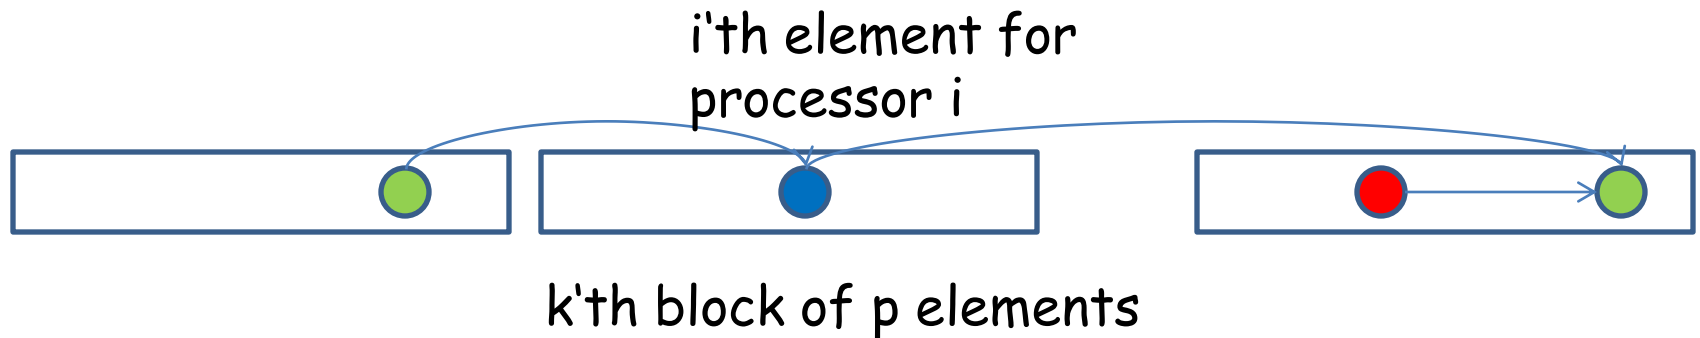 i‘th element for
processor i
k‘th block of p elements